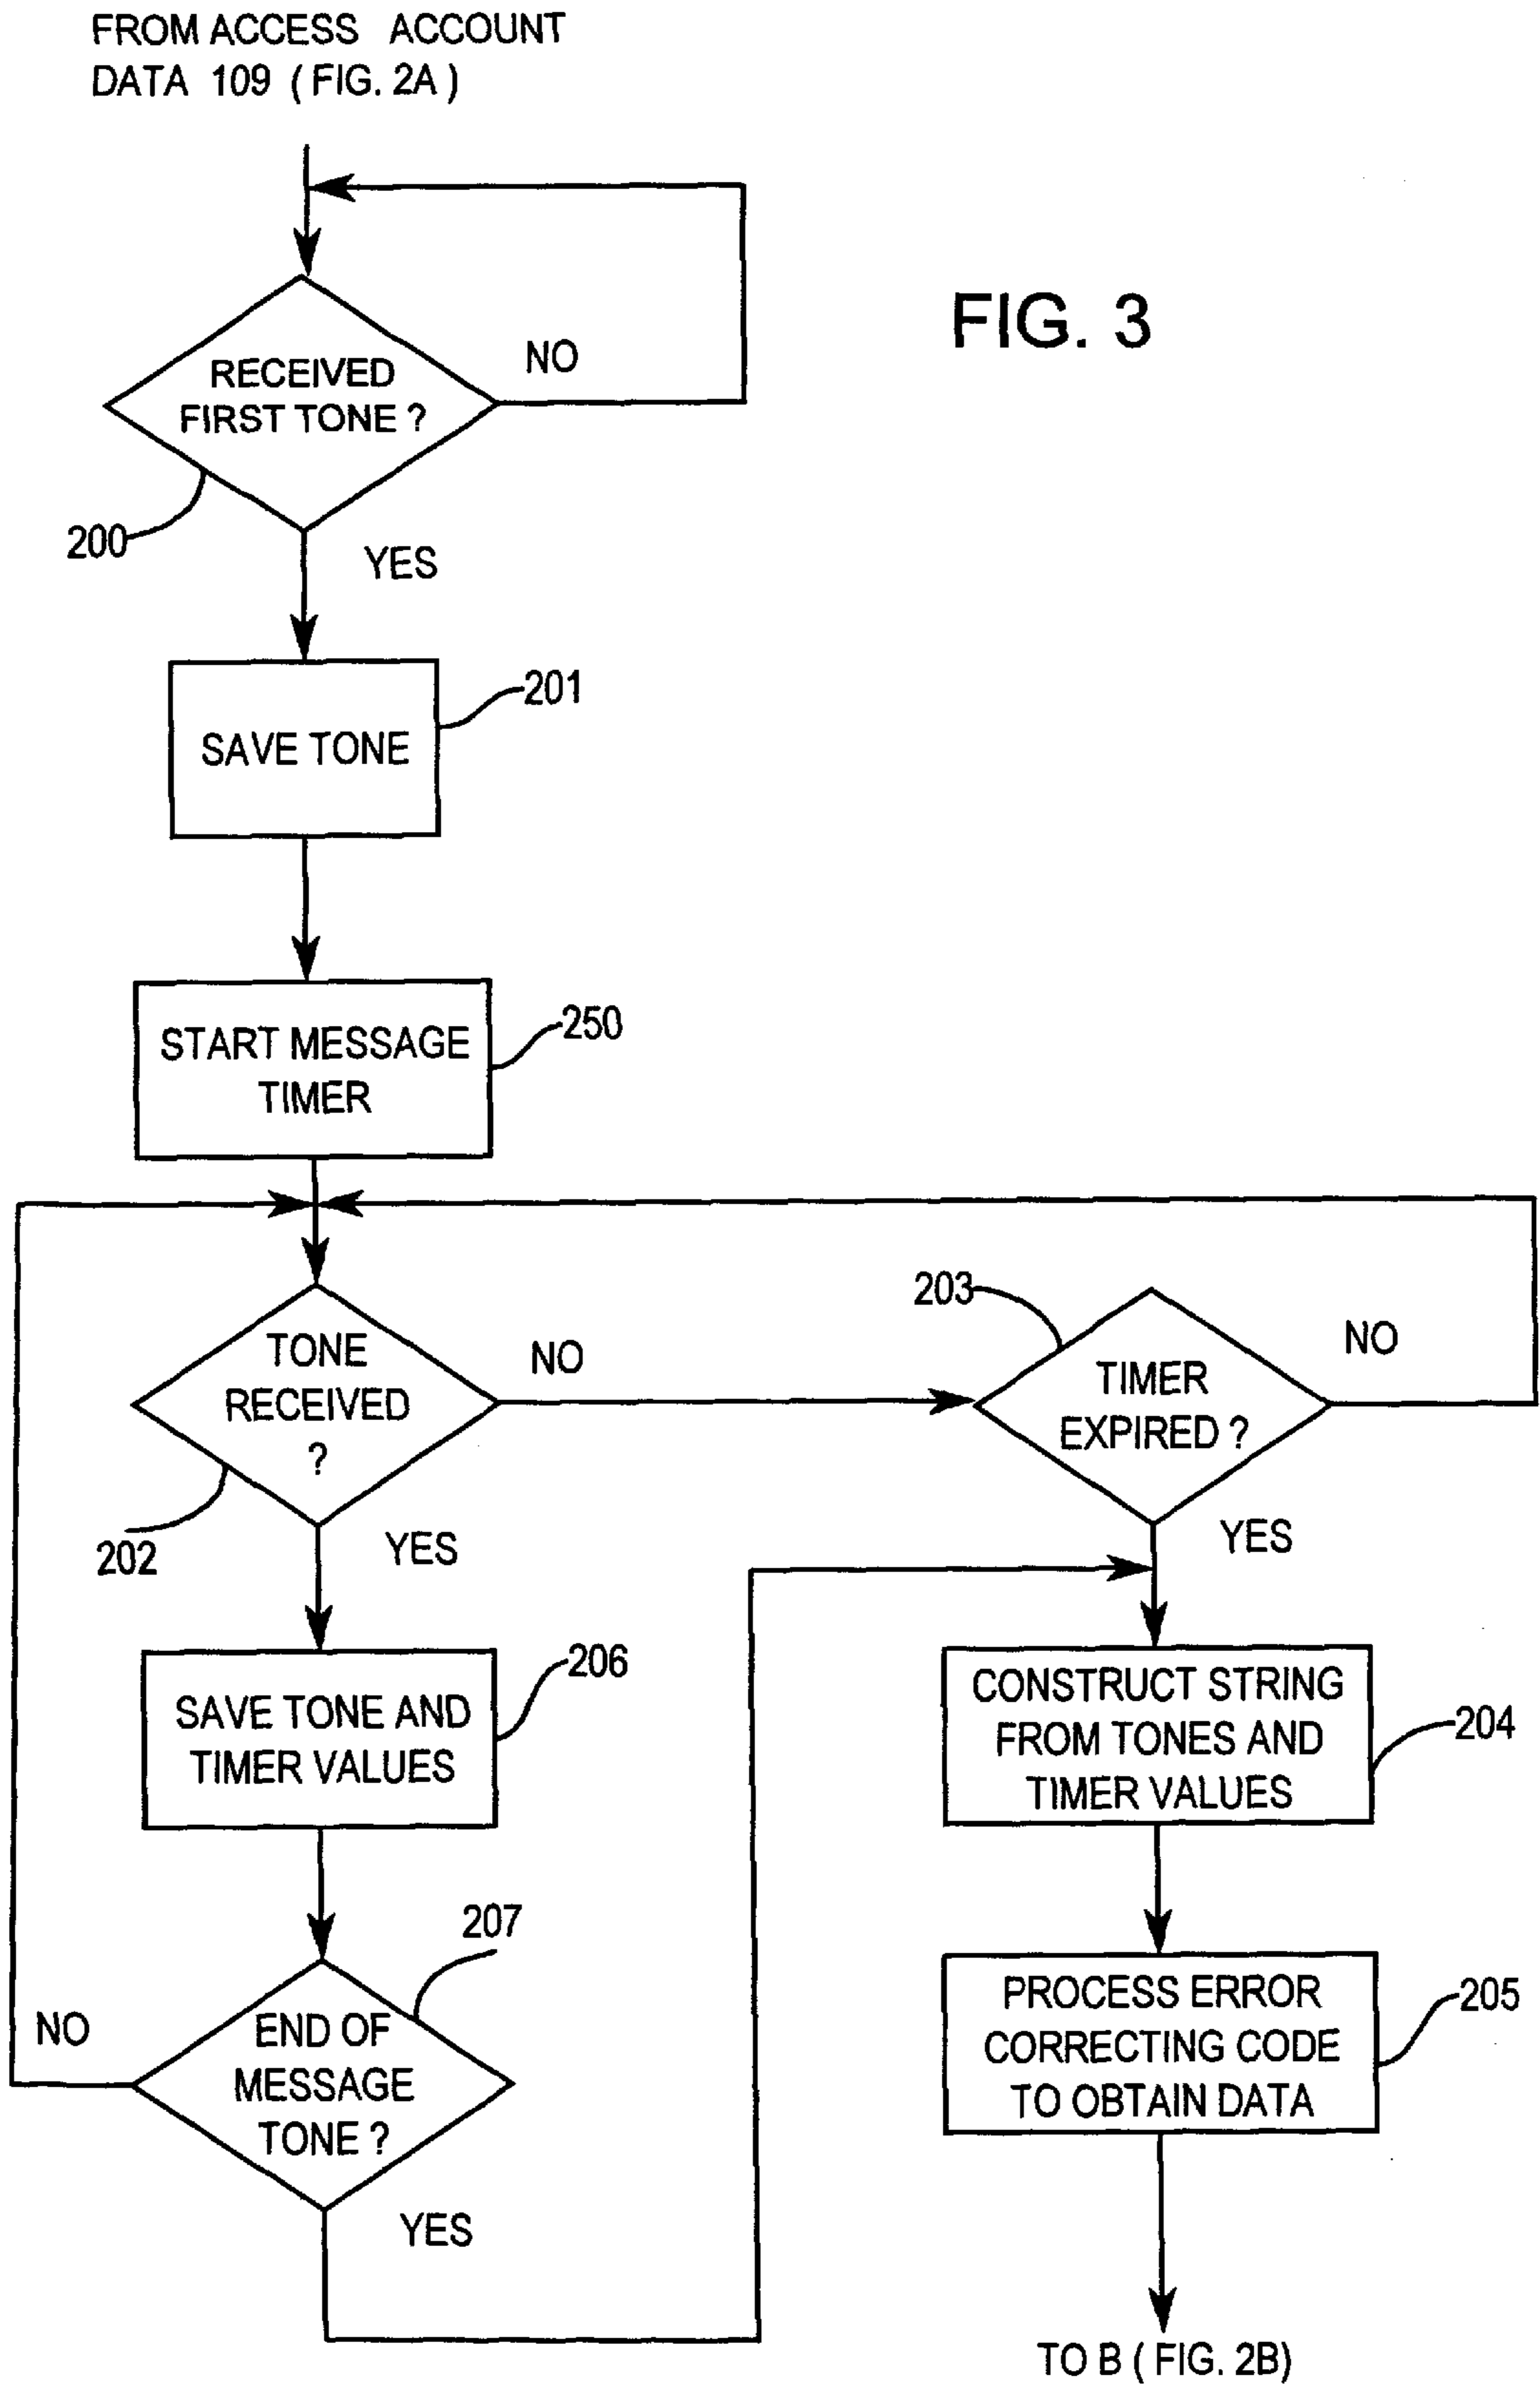 FROM ACCESS ACCOUNT
DATA 109 ( FIG. 2A )
FIG. 3
RECEIVED
FIRST TONE ?
NO
200
YES
201
SAVE TONE
250
START MESSAGE
TIMER
TONE
RECEIVED
?
NO
202
YES
203
TIMER
EXPIRED ?
NO
YES
206
SAVE TONE AND
TIMER VALUES
CONSTRUCT STRING
FROM TONES AND
TIMER VALUES
204
207
END OF
MESSAGE
TONE ?
NO
YES
PROCESS ERROR
CORRECTING CODE
TO OBTAIN DATA
205
TO B ( FIG. 2B)